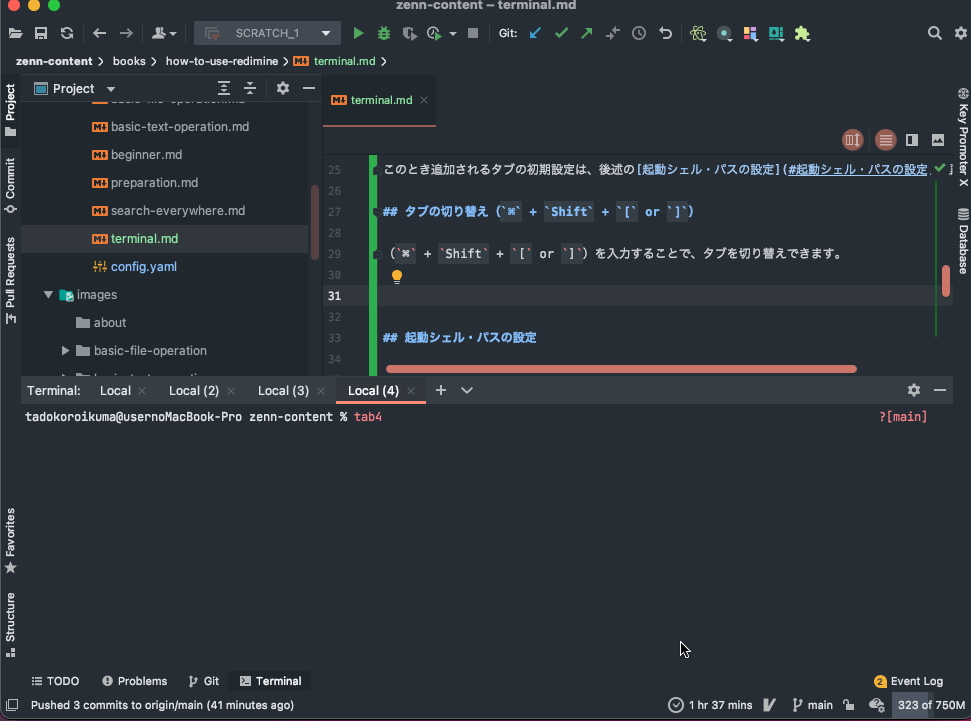 zenn-content – terminal.md
SCRATCH_1
Git:
zenn-content
books
how-to-use-redimine
terminal.md
Project
terminal.md
basic-text-operation.md
beginner.md
preparation.md
search-everywhere.md
terminal.md
config.yaml
images
about
basic-file-operation
Project
Commit
Pull Requests
Favorites
Structure
Key Promoter X
Database
25 このとき追加されるタブの初期設定は、後述の[起動シェル・パスの設定](#起動シェル・パスの設定
26
27 ## タブの切り替え（`⌘` + `Shift` + `[` or `]`）
28
29 （`⌘` + `Shift` + `[` or `]`）を入力することで、タブを切り替えできます。
30
31
32
33 ## 起動シェル・パスの設定
34
Terminal: Local Local (2) Local (3) Local (4)
tadokoroikuma@usernoMacBook-Pro zenn-content % tab4 ?[main]
TODO Problems Git Terminal 2 Event Log
Pushed 3 commits to origin/main (41 minutes ago) 1 hr 37 mins main 323 of 750M